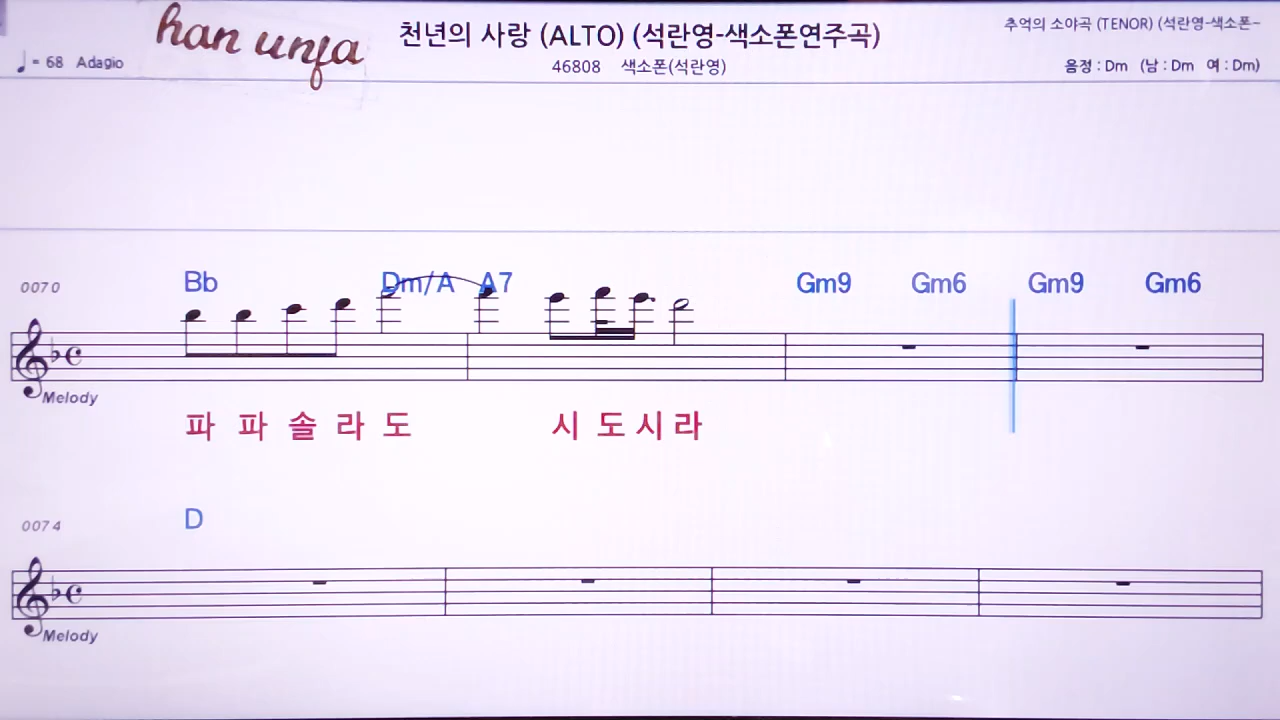 han unfa
천년의 사랑 (ALTO) (석란영-색소폰연주곡)
추억의 소야곡 (TENOR) (석란영-색소폰~
♩= 68 Adagio
46808 색소폰(석란영)
음정 : Dm (남 : Dm 여 : Dm)
0070 Bb Dm/A A7 Gm9 Gm6 Gm9 Gm6
Melody
파 파 솔 라 도 시 도 시 라
0074 D
Melody